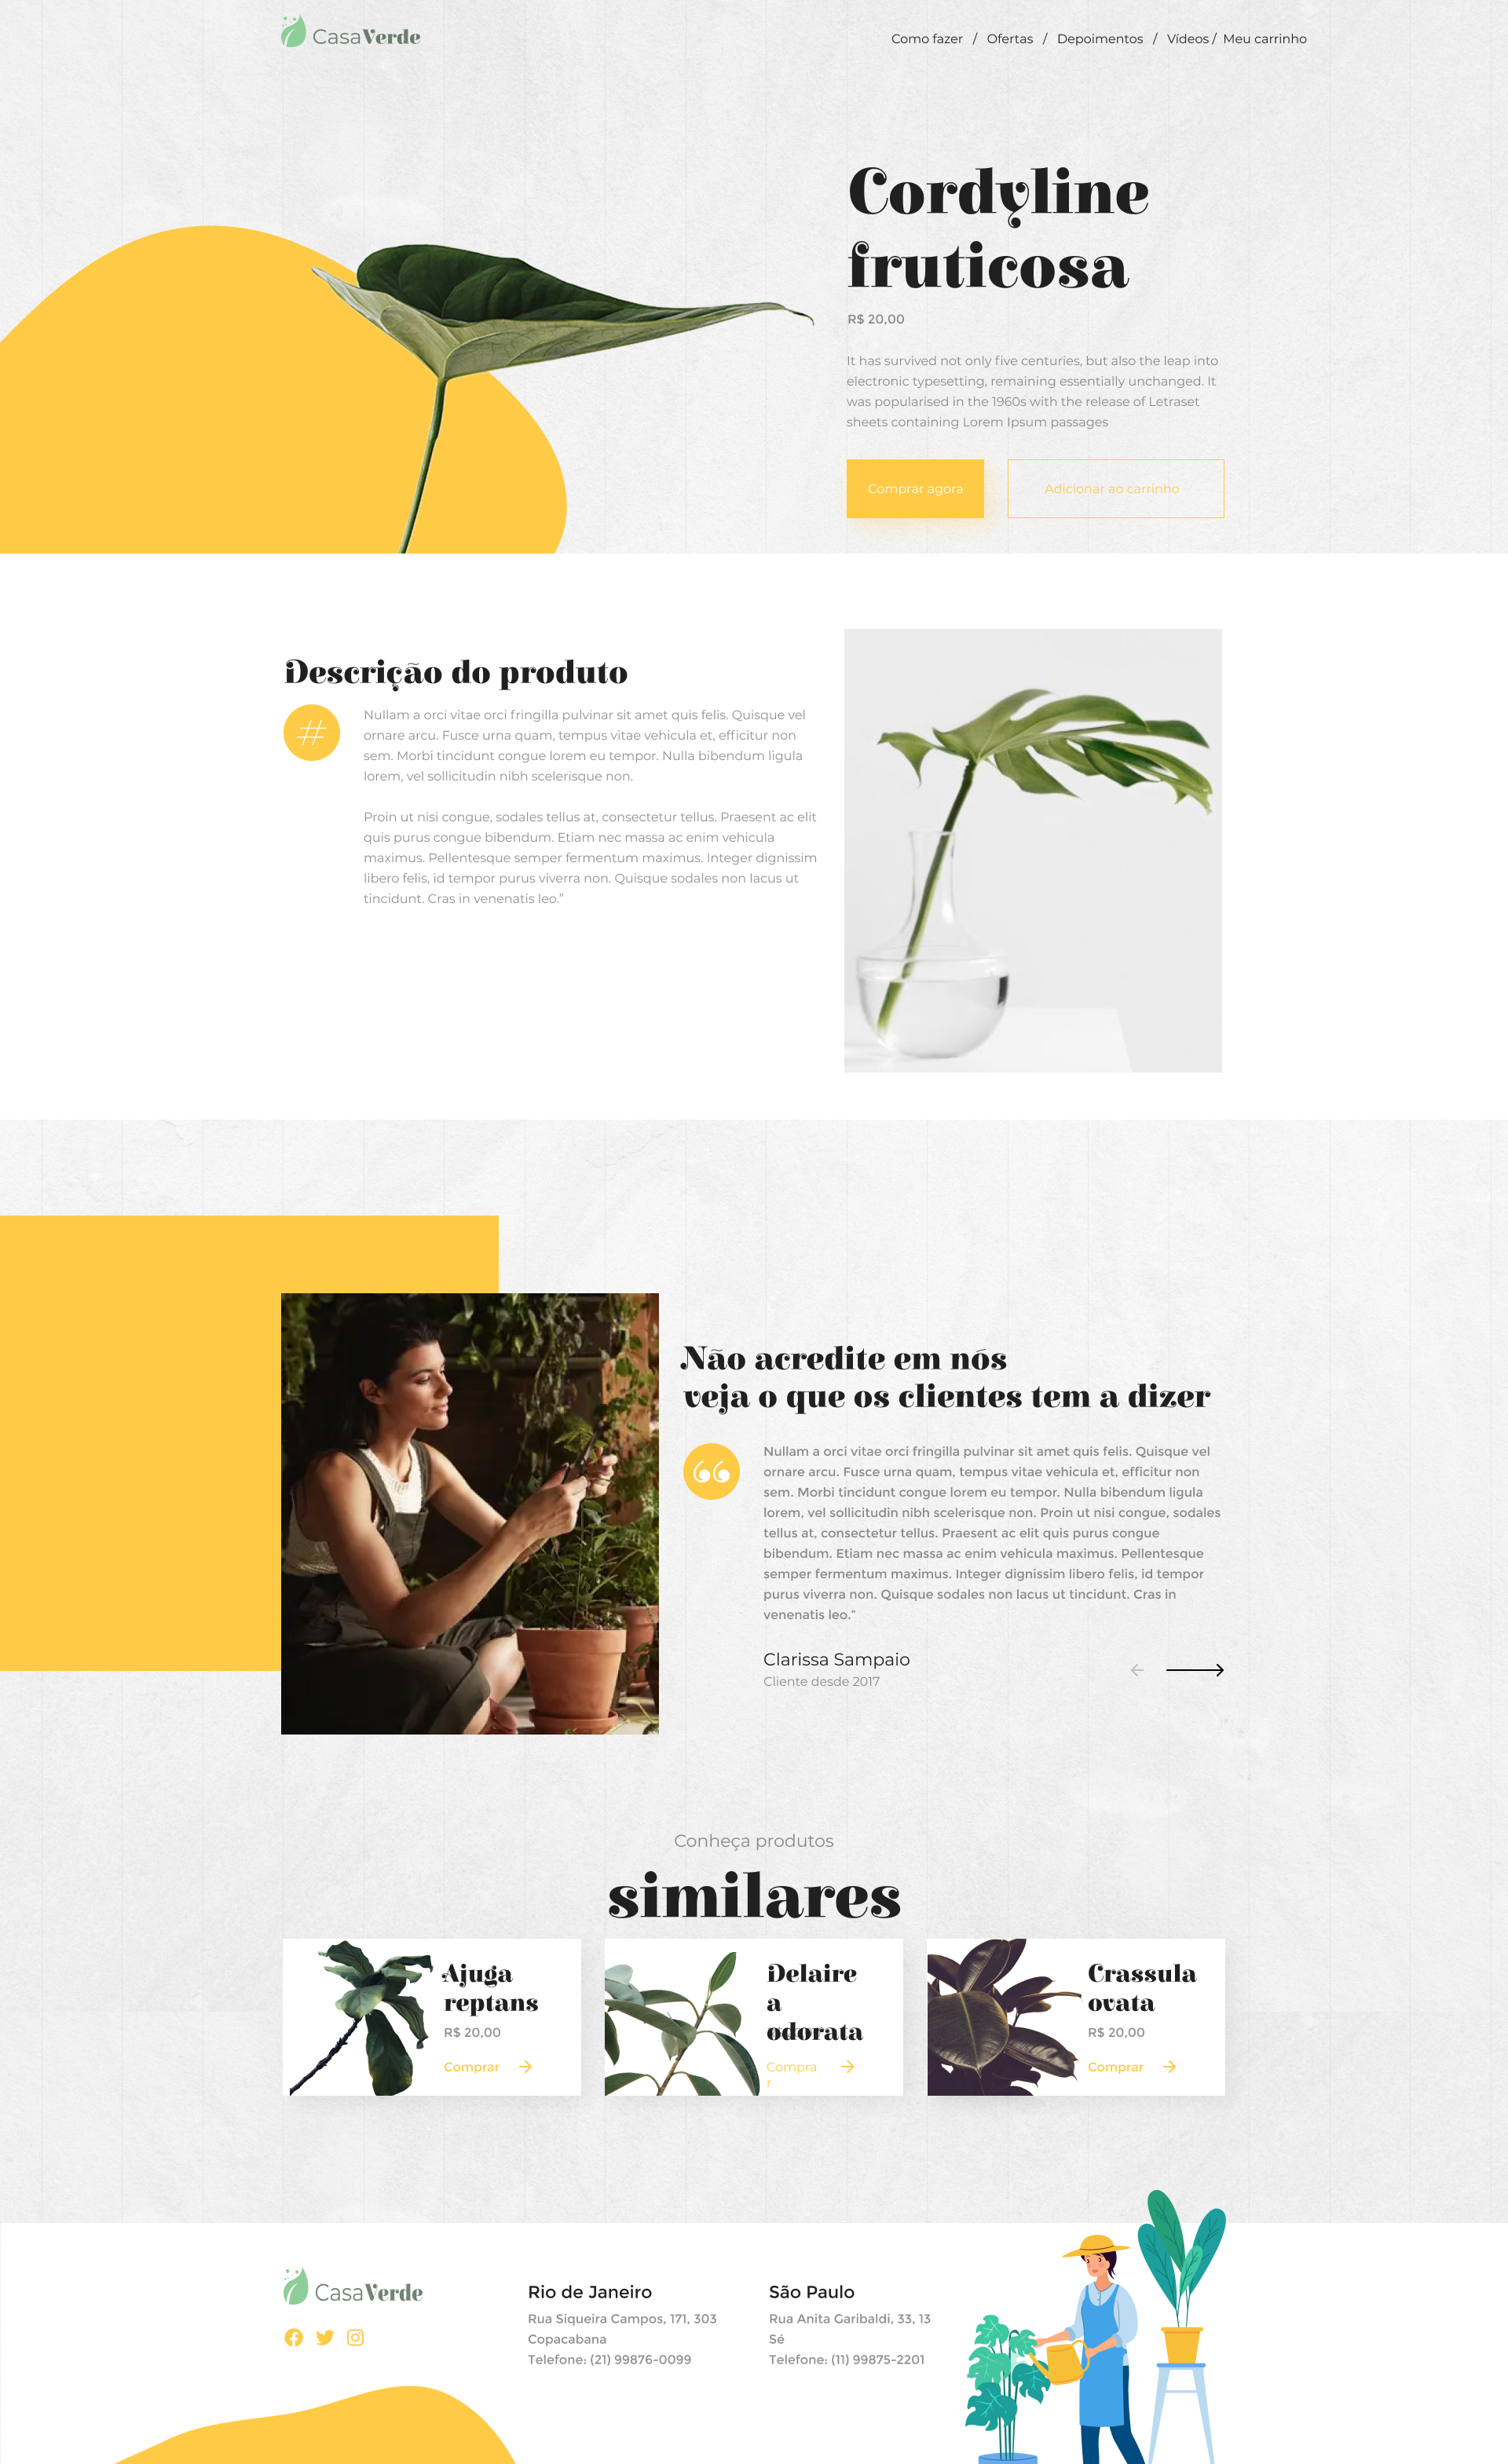 CasaVerde
Como fazer / Ofertas / Depoimentos / Vídeos / Meu carrinho
Cordyline
fruticosa
R$ 20,00
It has survived not only five centuries, but also the leap into
electronic typesetting, remaining essentially unchanged. It
was popularised in the 1960s with the release of Letraset
sheets containing Lorem Ipsum passages
Comprar agora
Adicionar ao carrinho
Descrição do produto
#
Nullam a orci vitae orci fringilla pulvinar sit amet quis felis. Quisque vel
ornare arcu. Fusce urna quam, tempus vitae vehicula et, efficitur non
sem. Morbi tincidunt congue lorem eu tempor. Nulla bibendum ligula
lorem, vel sollicitudin nibh scelerisque non.
Proin ut nisi congue, sodales tellus at, consectetur tellus. Praesent ac elit
quis purus congue bibendum. Etiam nec massa ac enim vehicula
maximus. Pellentesque semper fermentum maximus. Integer dignissim
libero felis, id tempor purus viverra non. Quisque sodales non lacus ut
tincidunt. Cras in venenatis leo.”
Não acredite em nós
veja o que os clientes tem a dizer
“
Nullam a orci vitae orci fringilla pulvinar sit amet quis felis. Quisque vel
ornare arcu. Fusce urna quam, tempus vitae vehicula et, efficitur non
sem. Morbi tincidunt congue lorem eu tempor. Nulla bibendum ligula
lorem, vel sollicitudin nibh scelerisque non. Proin ut nisi congue, sodales
tellus at, consectetur tellus. Praesent ac elit quis purus congue
bibendum. Etiam nec massa ac enim vehicula maximus. Pellentesque
semper fermentum maximus. Integer dignissim libero felis, id tempor
purus viverra non. Quisque sodales non lacus ut tincidunt. Cras in
venenatis leo.”
Clarissa Sampaio
Cliente desde 2017
Conheça produtos
similares
Ajuga
reptans
R$ 20,00
Comprar
Delaire
a
odorata
Compra
r
Crassula
ovata
R$ 20,00
Comprar
CasaVerde
Rio de Janeiro
Rua Siqueira Campos, 171, 303
Copacabana
Telefone: (21) 99876-0099
São Paulo
Rua Anita Garibaldi, 33, 13
Sé
Telefone: (11) 99875-2201